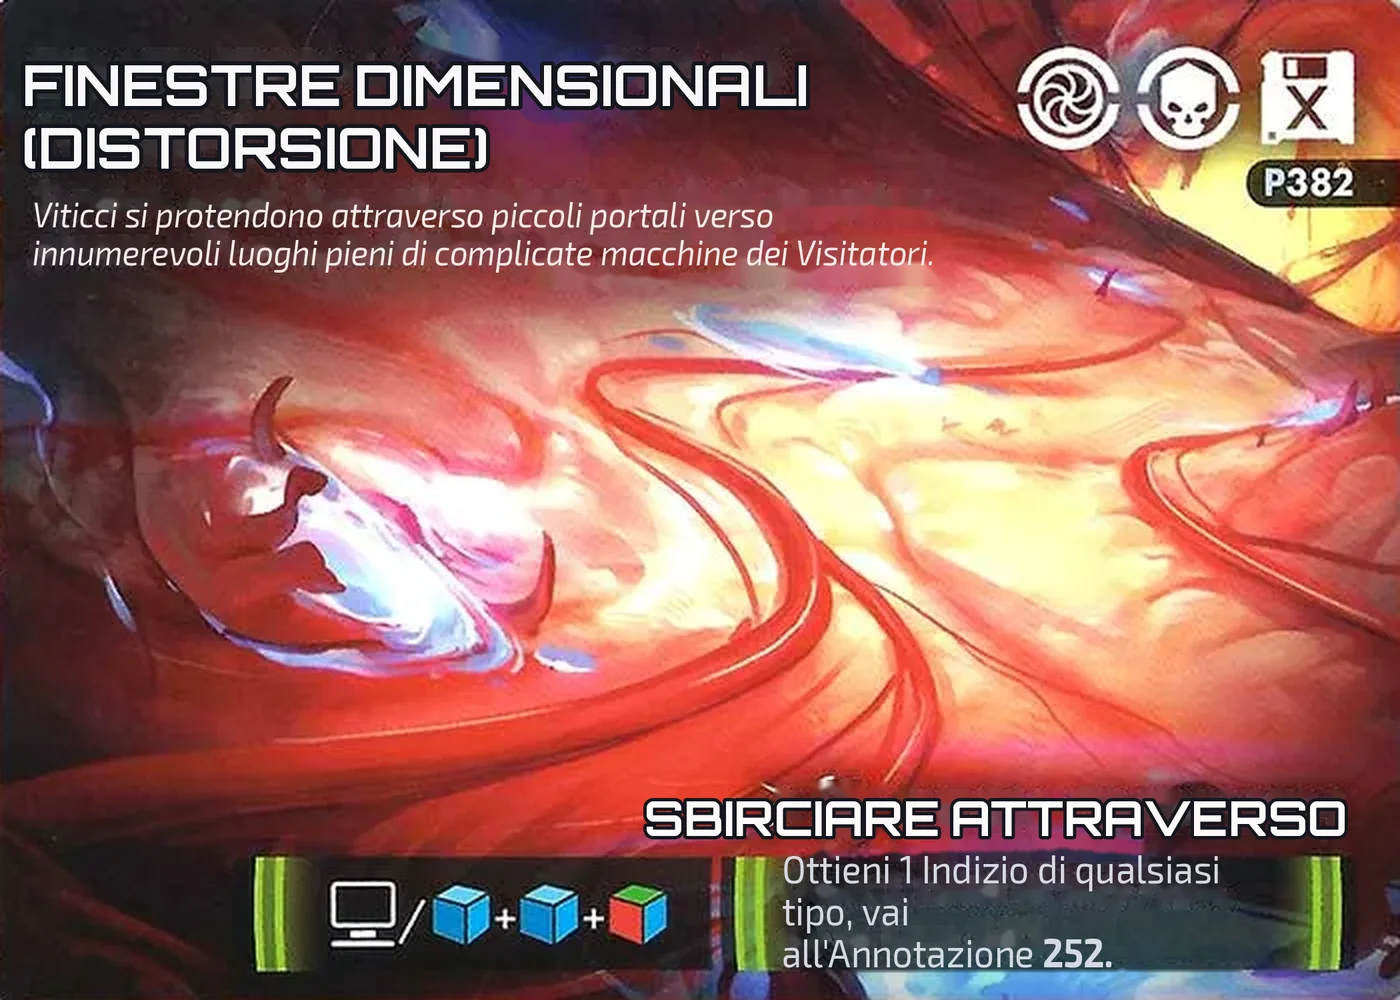 FINESTRE DIMENSIONALI
(DISTORSIONE)
X
P382
Viticci si protendono attraverso piccoli portali verso
innumerevoli luoghi pieni di complicate macchine dei Visitatori.
SBIRCIARE ATTRAVERSO
/ + +
Ottieni 1 Indizio di qualsiasi
tipo, vai
all'Annotazione 252.